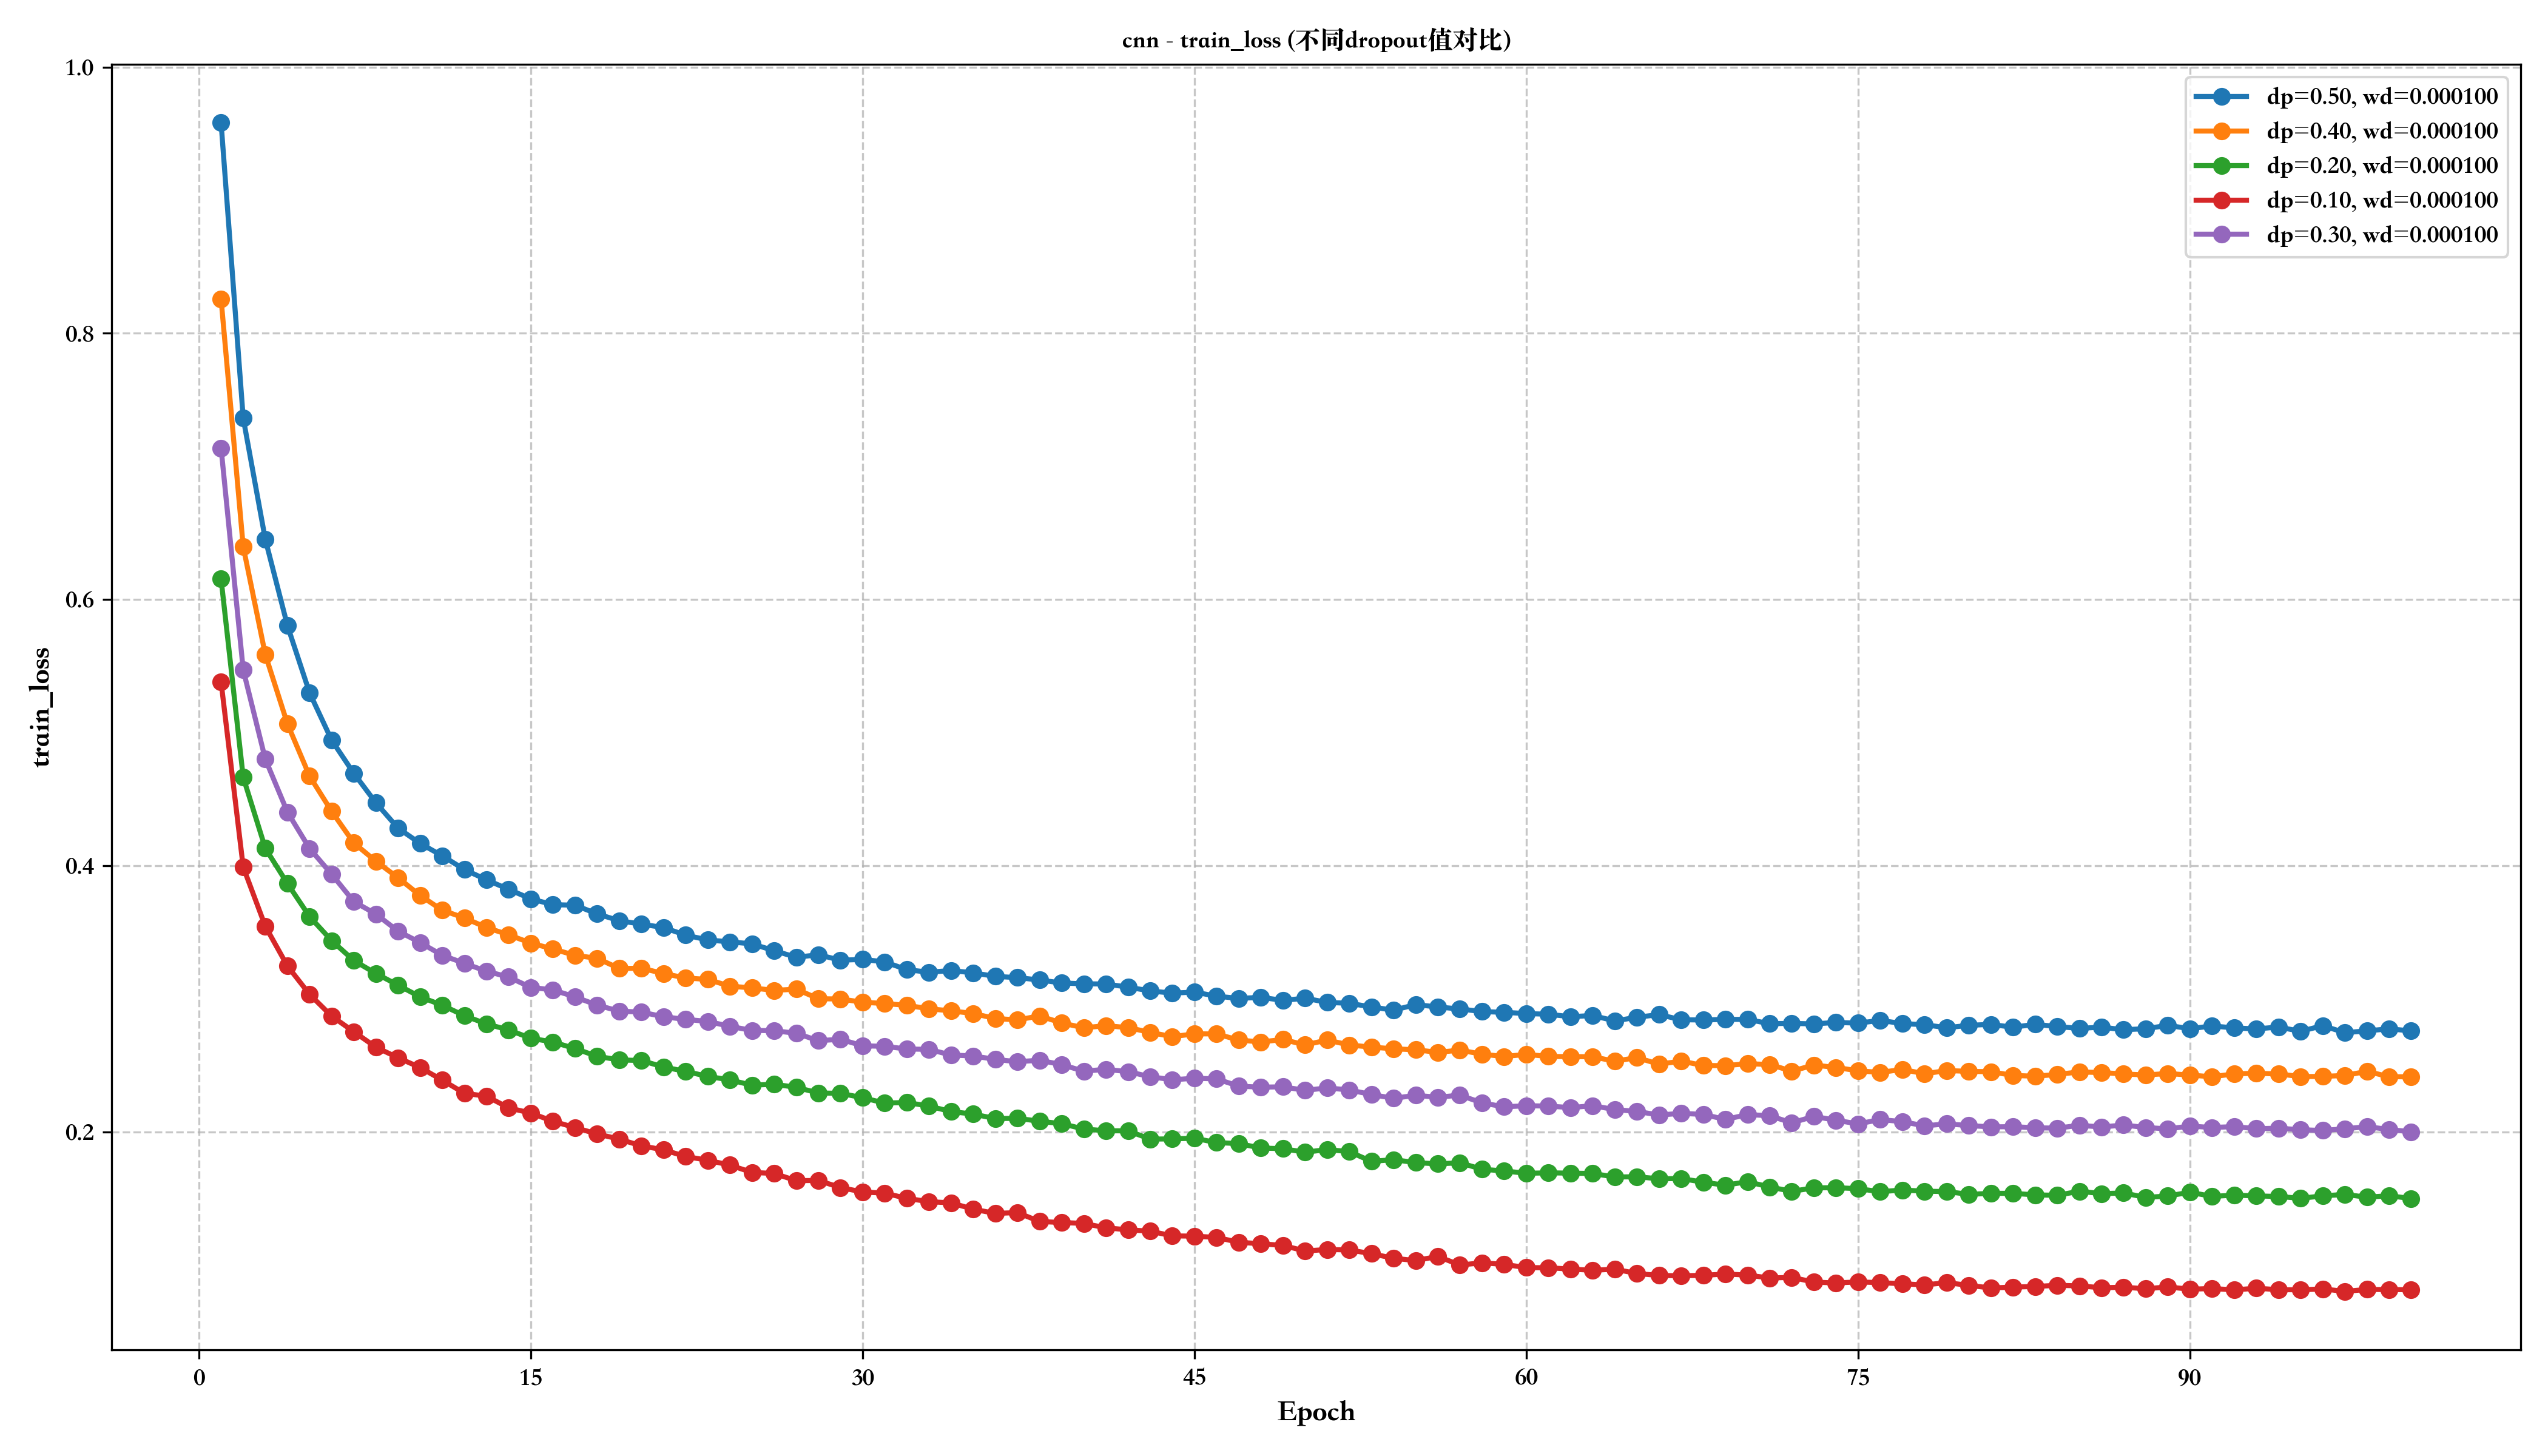 cnn - train_loss (不同dropout值对比)
1.0
0.8
0.6
0.4
0.2
train_loss
dp=0.50, wd=0.000100
dp=0.40, wd=0.000100
dp=0.20, wd=0.000100
dp=0.10, wd=0.000100
dp=0.30, wd=0.000100
0 15 30 45 60 75 90
Epoch